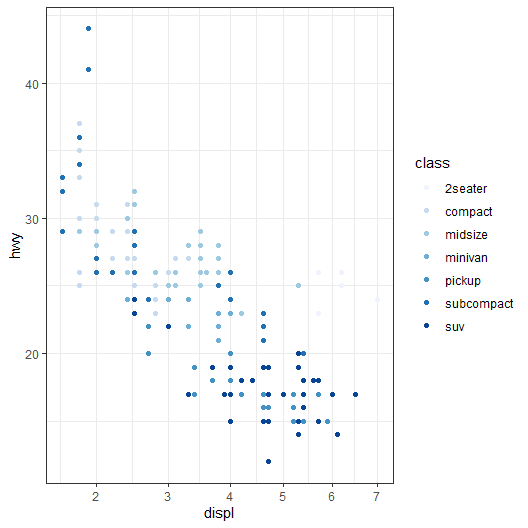 hwy
40
30
20
2
3
4
5
6
7
displ
class
2seater
compact
midsize
minivan
pickup
subcompact
suv